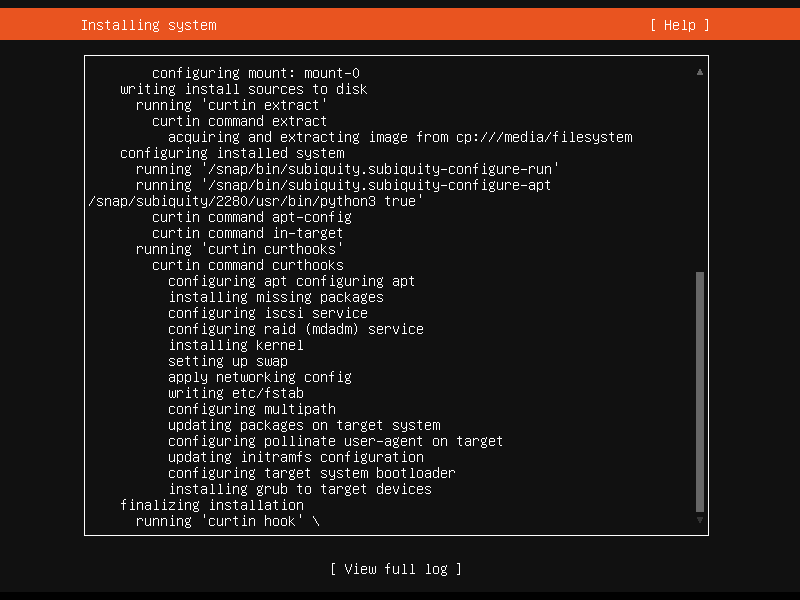 Installing system [ Help ]
configuring mount: mount-0
writing install sources to disk
running 'curtin extract'
curtin command extract
acquiring and extracting image from cp:///media/filesystem
configuring installed system
running '/snap/bin/subiquity.subiquity-configure-run'
running '/snap/bin/subiquity.subiquity-configure-apt
/snap/subiquity/2280/usr/bin/python3 true'
curtin command apt-config
curtin command in-target
running 'curtin curthooks'
curtin command curthooks
configuring apt configuring apt
installing missing packages
configuring iscsi service
configuring raid (mdadm) service
installing kernel
setting up swap
apply networking config
writing etc/fstab
configuring multipath
updating packages on target system
configuring pollinate user-agent on target
updating initramfs configuration
configuring target system bootloader
installing grub to target devices
finalizing installation
running 'curtin hook' \
[ View full log ]